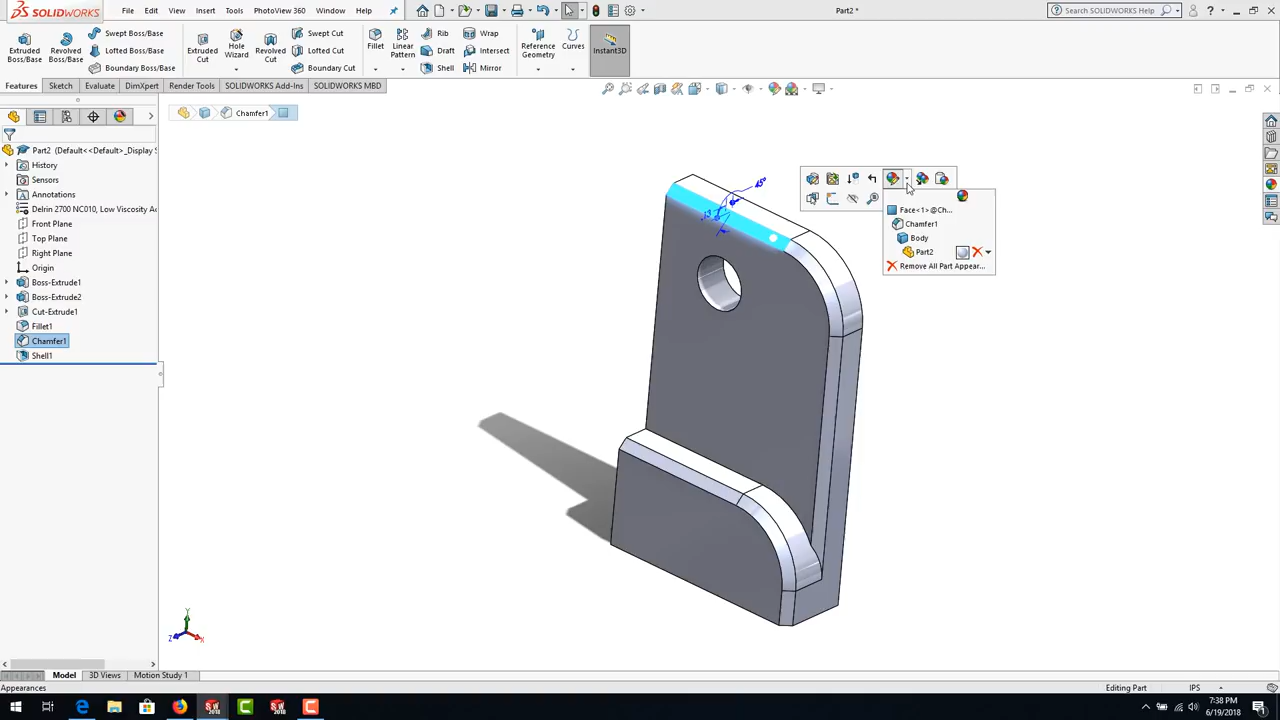 SOLIDWORKS
File Edit View Insert Tools PhotoView 360 Window Help
Part2 *
Search SOLIDWORKS Help
Extruded Boss/Base
Revolved Boss/Base
Swept Boss/Base
Lofted Boss/Base
Boundary Boss/Base
Extruded Cut
Hole Wizard
Revolved Cut
Swept Cut
Lofted Cut
Boundary Cut
Fillet
Linear Pattern
Rib
Draft
Shell
Wrap
Intersect
Mirror
Reference Geometry
Curves
Instant3D
Features Sketch Evaluate DimXpert Render Tools SOLIDWORKS Add-Ins SOLIDWORKS MBD
Chamfer1
Part2 (Default<<Default>_Display S
History
Sensors
Annotations
Delrin 2700 NC010, Low Viscosity A
Front Plane
Top Plane
Right Plane
Origin
Boss-Extrude1
Boss-Extrude2
Cut-Extrude1
Fillet1
Chamfer1
Shell1
45°
.13
Face<1>@Ch...
Chamfer1
Body
Part2
Remove All Part Appear...
Y
Z X
Model 3D Views Motion Study 1
Appearances
Editing Part
IPS
SW 2018
7:38 PM
6/19/2018